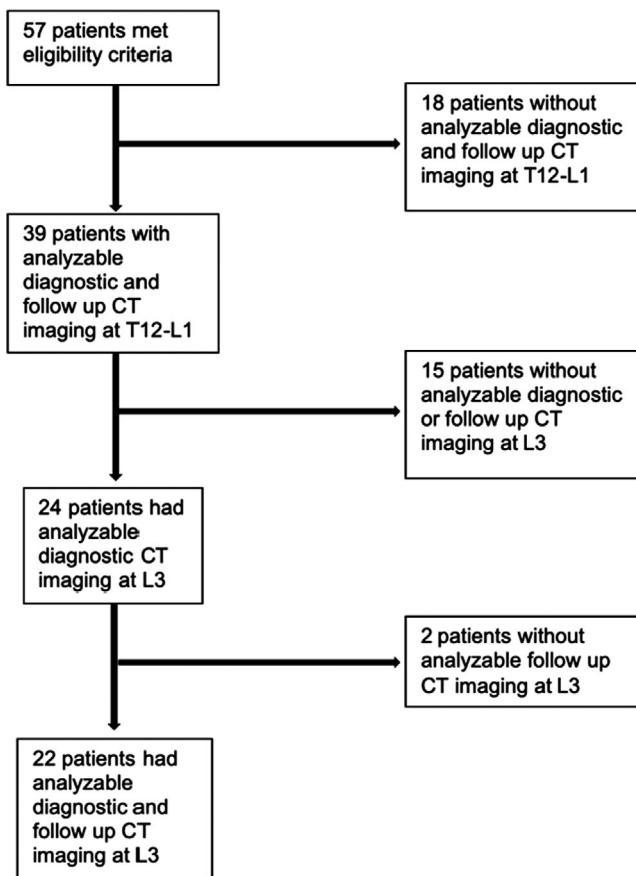 57 patients met
eligibility criteria
18 patients without
analyzable diagnostic
and follow up CT
imaging at T12-L1
39 patients with
analyzable
diagnostic and
follow up CT
imaging at T12-L1
15 patients without
analyzable diagnostic
or follow up CT
imaging at L3
24 patients had
analyzable
diagnostic CT
imaging at L3
2 patients without
analyzable follow up
CT imaging at L3
22 patients had
analyzable
diagnostic and
follow up CT
imaging at L3